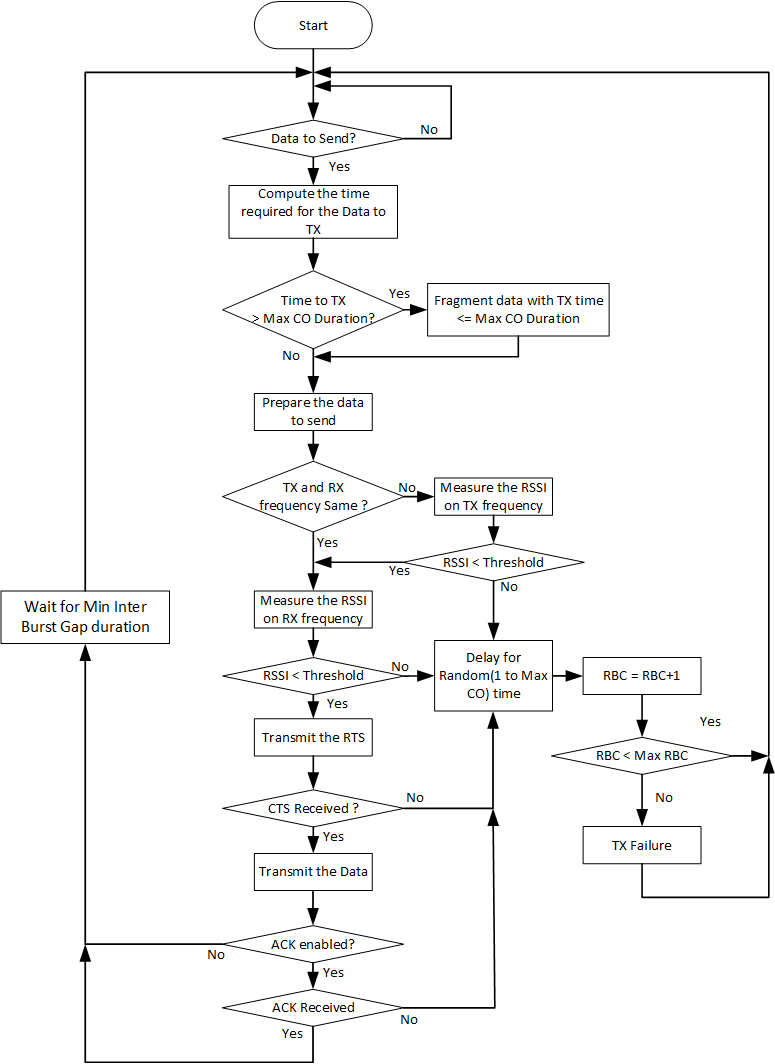 Start
Data to Send?
No
Yes
Compute the time
required for the Data to
TX
Time to TX
> Max CO Duration?
Yes
Fragment data with TX time
<= Max CO Duration
No
Prepare the data
to send
TX and RX
frequency Same ?
No
Measure the RSSI
on TX frequency
Yes
RSSI < Threshold
Yes
No
Wait for Min Inter
Burst Gap duration
Measure the RSSI
on RX frequency
RSSI < Threshold
No
Delay for
Random(1 to Max
CO) time
RBC = RBC+1
Yes
Transmit the RTS
Yes
RBC < Max RBC
CTS Received ?
No
No
Yes
TX Failure
Transmit the Data
ACK enabled?
No
Yes
ACK Received
No
Yes